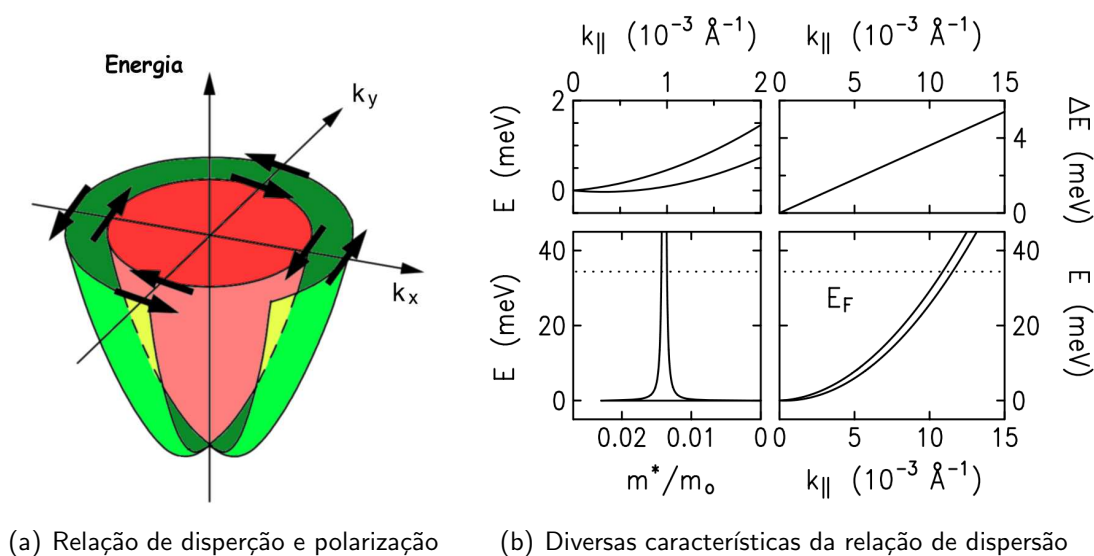 Energia
k_y
k_x
k_|| (10^-3 Å^-1)
k_|| (10^-3 Å^-1)
0 1 2
0 5 10 15
E (meV)
2
0
ΔE (meV)
4
0
E (meV)
40
20
0
E_F
E (meV)
40
20
0
0.02 0.01 0
0 5 10 15
m*/m_o
k_|| (10^-3 Å^-1)
(a) Relação de disperção e polarização
(b) Diversas características da relação de dispersão